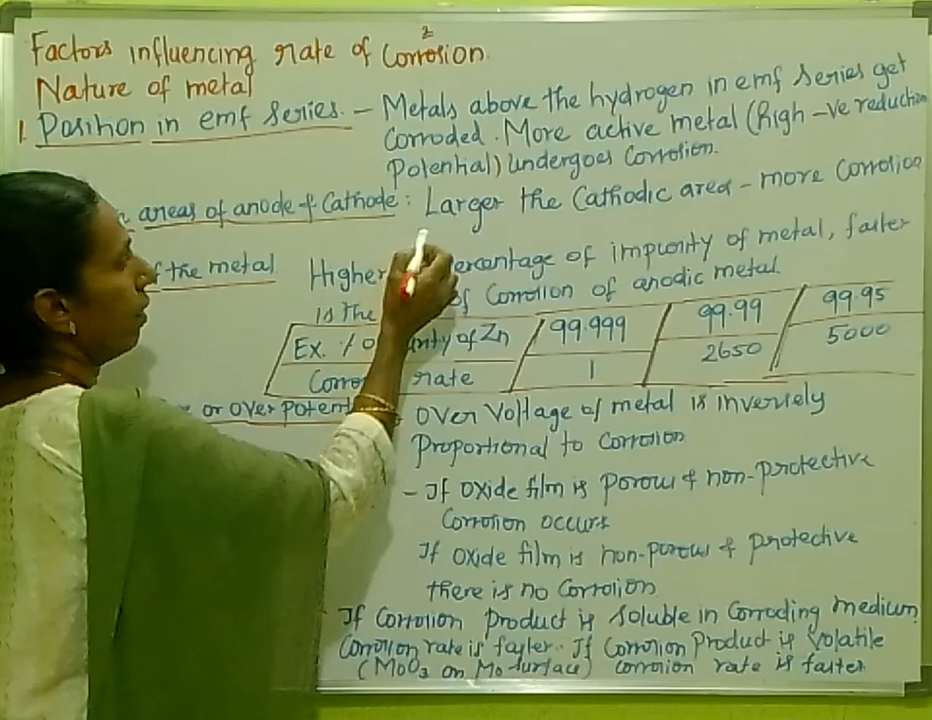 Factors influencing rate of Corrosion
2
Nature of metal
1. Position in emf Series. - Metals above the hydrogen in emf series get
Corroded. More active metal (High -ve reduction
Potential) undergoes Corrosion.
areas of anode & Cathode : Larger the Cathodic area - more Corrosion
of the metal Higher ercentage of impurity of metal, faster
is the of Corrosion of anodic metal.
Ex. % o urity of Zn 99.999 99.99 99.95
Corro rate 1 2650 5000
or over potent over Voltage of metal is inversely
Proportional to Corrosion
- If oxide film is porous & non-protective
Corrosion occurs
If oxide film is non-porous & protective
there is no Corrosion
If Corrosion Product is soluble in Corroding medium
Corrosion rate is faster. If Corrosion Product is Volatile
(MoO3 on Mo surface) corrosion rate is faster